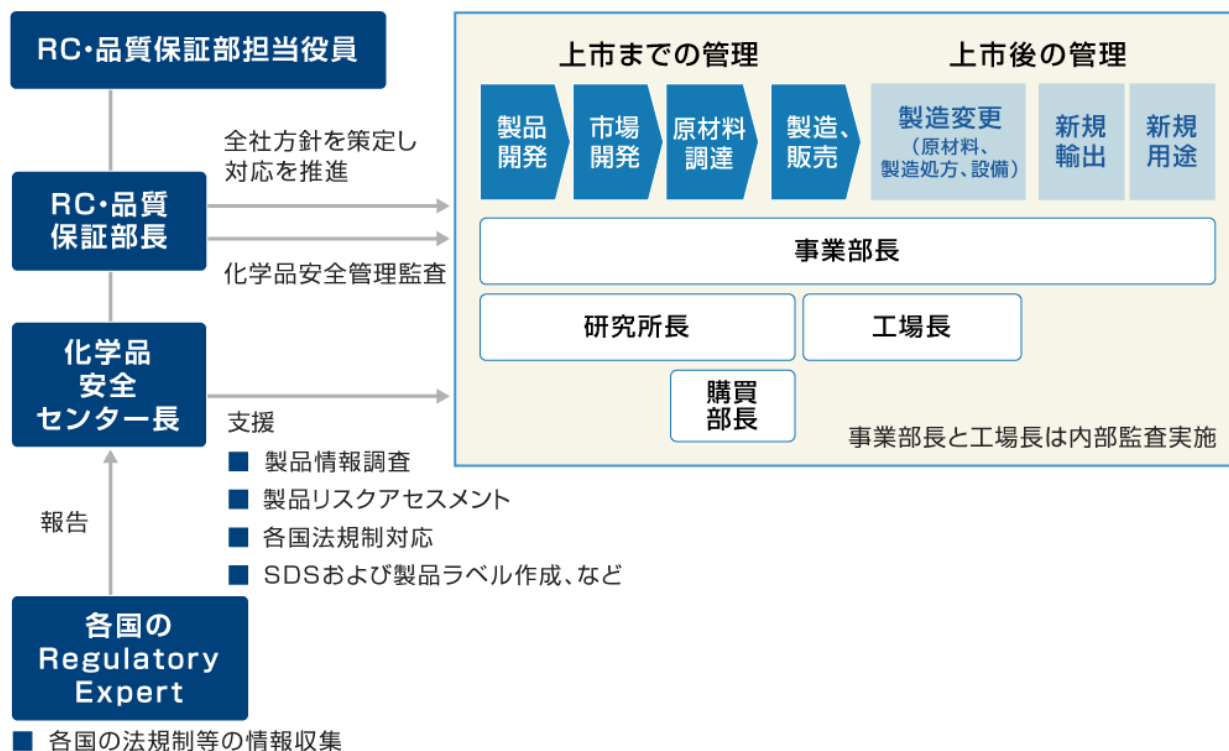 RC・品質保証部担当役員
全社方針を策定し
対応を推進
RC・品質
保証部長
化学品安全管理監査
化学品
安全
センター長
支援
■ 製品情報調査
■ 製品リスクアセスメント
■ 各国法規制対応
■ SDSおよび製品ラベル作成、など
報告
各国の
Regulatory
Expert
■ 各国の法規制等の情報収集
上市までの管理
上市後の管理
製品
開発
市場
開発
原材料
調達
製造、
販売
製造変更
(原材料、
製造処方、設備)
新規
輸出
新規
用途
事業部長
研究所長
工場長
購買
部長
事業部長と工場長は内部監査実施